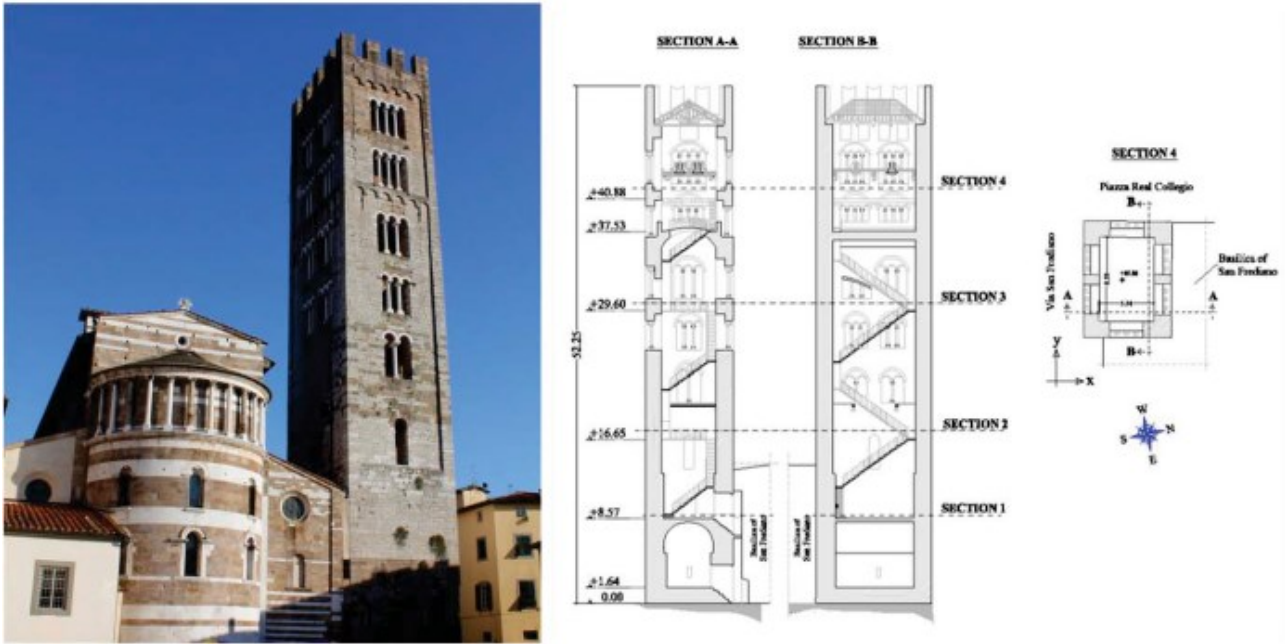 SECTION A-A
SECTION B-B
52.25
+40.88
+37.53
+29.60
+16.65
+8.57
+1.64
0.00
Basilica of
San Frediano
Basilica of
San Frediano
SECTION 4
SECTION 3
SECTION 2
SECTION 1
SECTION 4
Piazza Real Collegio
B
Via San Frediano
Basilica of
San Frediano
A
A
B
y
x
W
S
N
E